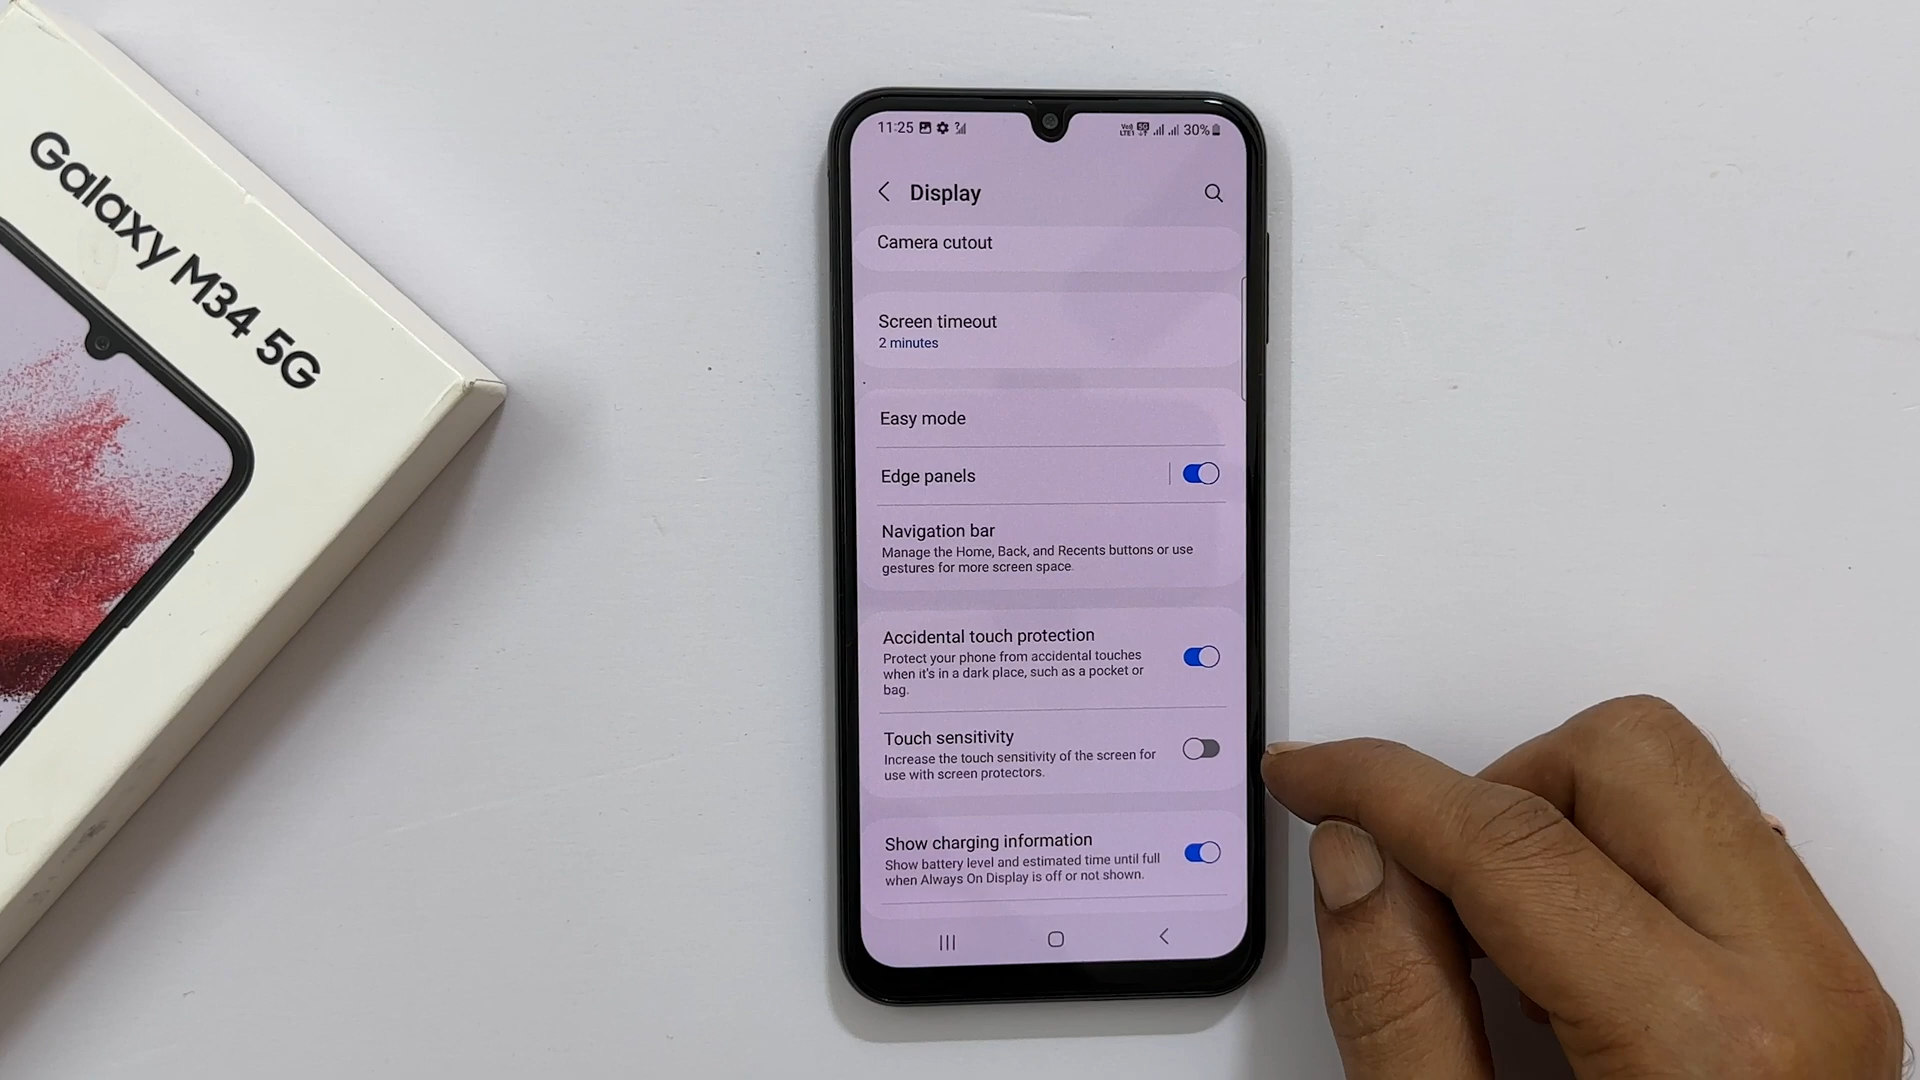 Galaxy M34 5G
11:25
30%
Display
Camera cutout
Screen timeout
2 minutes
Easy mode
Edge panels
Navigation bar
Manage the Home, Back, and Recents buttons or use
gestures for more screen space.
Accidental touch protection
Protect your phone from accidental touches
when it's in a dark place, such as a pocket or
bag.
Touch sensitivity
Increase the touch sensitivity of the screen for
use with screen protectors.
Show charging information
Show battery level and estimated time until full
when Always On Display is off or not shown.